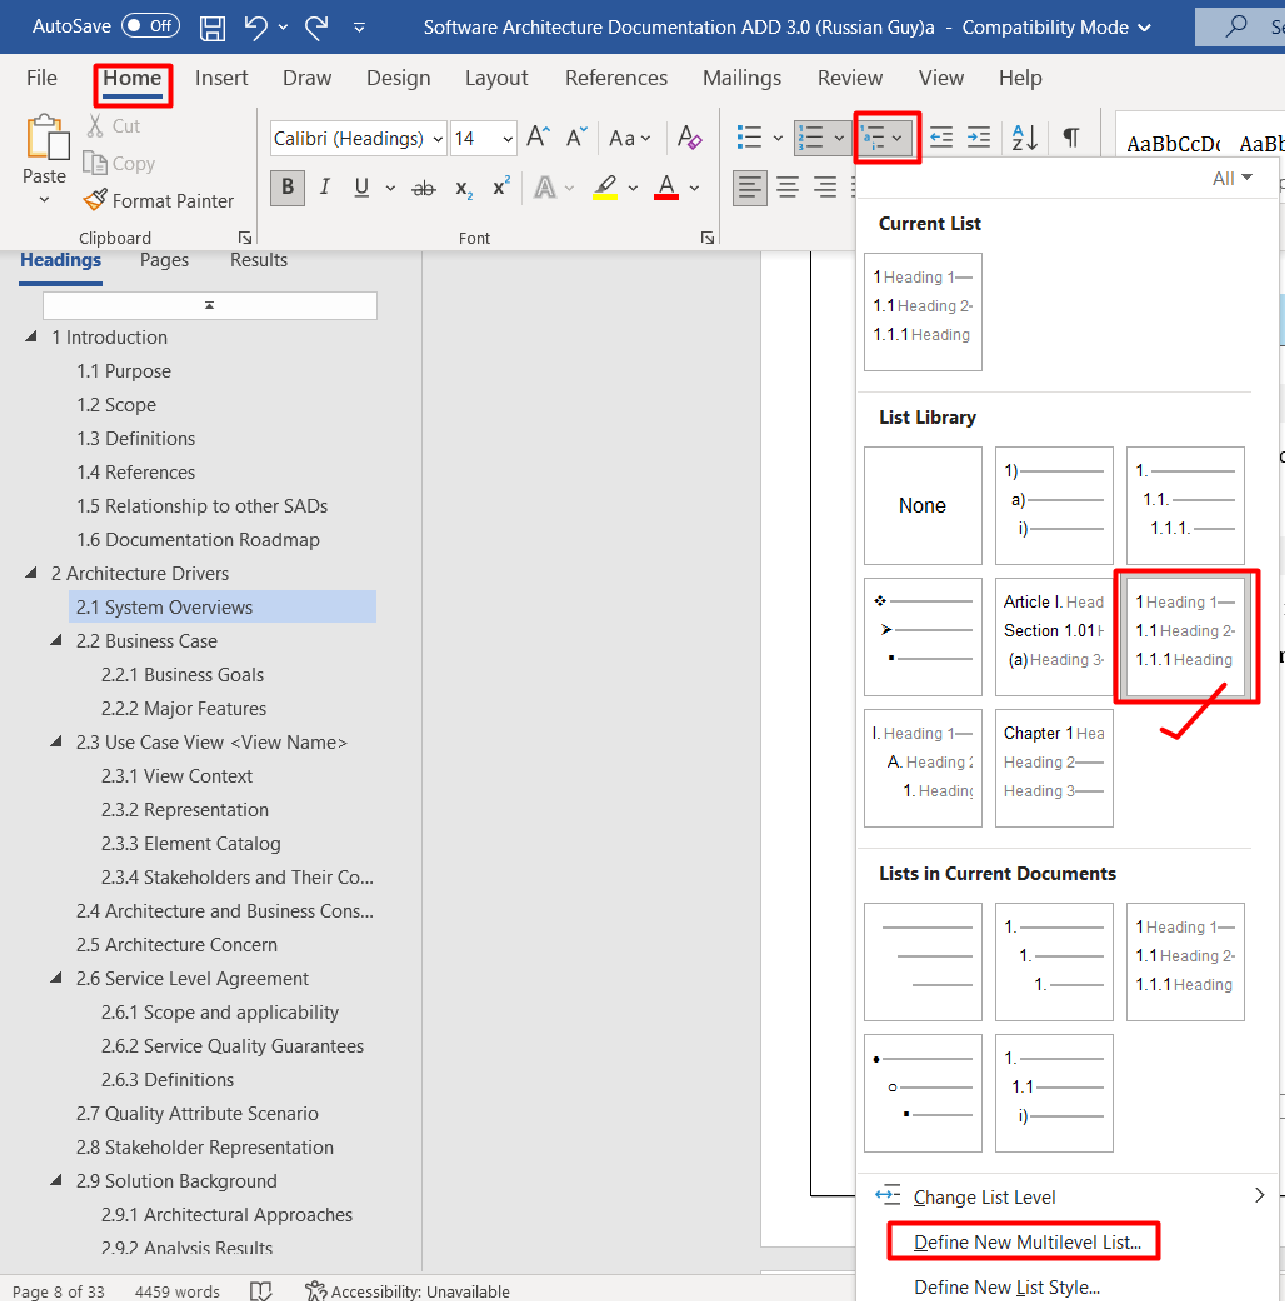 AutoSave Off Software Architecture Documentation ADD 3.0 (Russian Guy)a - Compatibility Mode
File Home Insert Draw Design Layout References Mailings Review View Help
Paste
Cut
Copy
Format Painter
Clipboard
Calibri (Headings) 14
Aa
B I U ab x2 x2 A A
Font
AaBbCcDc
All
Headings Pages Results
1 Introduction
1.1 Purpose
1.2 Scope
1.3 Definitions
1.4 References
1.5 Relationship to other SADs
1.6 Documentation Roadmap
2 Architecture Drivers
2.1 System Overviews
2.2 Business Case
2.2.1 Business Goals
2.2.2 Major Features
2.3 Use Case View <View Name>
2.3.1 View Context
2.3.2 Representation
2.3.3 Element Catalog
2.3.4 Stakeholders and Their Co...
2.4 Architecture and Business Cons...
2.5 Architecture Concern
2.6 Service Level Agreement
2.6.1 Scope and applicability
2.6.2 Service Quality Guarantees
2.6.3 Definitions
2.7 Quality Attribute Scenario
2.8 Stakeholder Representation
2.9 Solution Background
2.9.1 Architectural Approaches
2.9.2 Analysis Results
Current List
1 Heading 1
1.1 Heading 2
1.1.1 Heading
List Library
None
1)
a)
i)
1.
1.1.
1.1.1.
Article I. Head
Section 1.01
(a) Heading 3
1 Heading 1
1.1 Heading 2
1.1.1 Heading
I. Heading 1
A. Heading 2
1. Heading
Chapter 1 Hea
Heading 2
Heading 3
Lists in Current Documents
1.
1.
1.
1 Heading 1
1.1 Heading 2
1.1.1 Heading
1.
1.1
i)
Change List Level
Define New Multilevel List...
Define New List Style...
Page 8 of 33 4459 words Accessibility: Unavailable